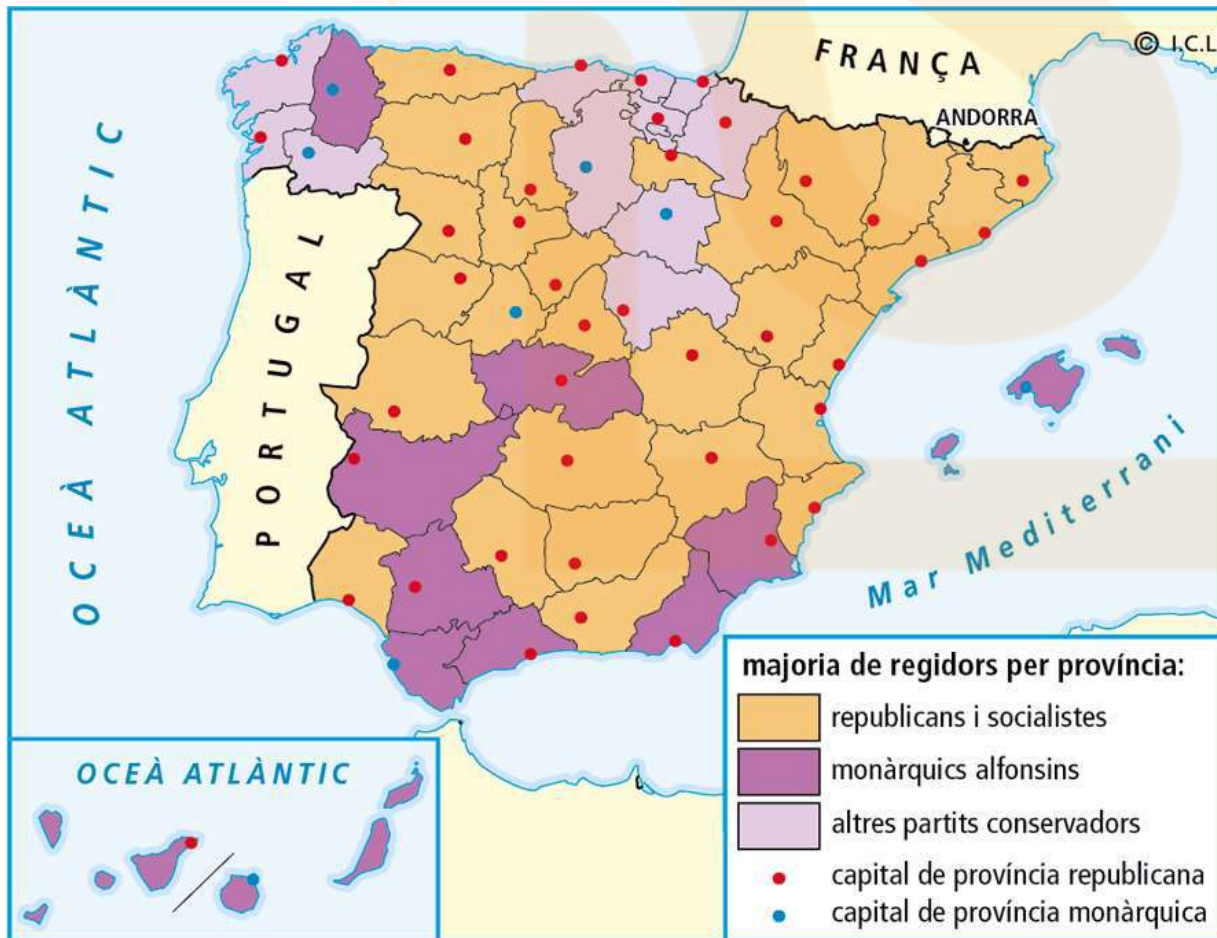 FRANÇA
© I.C.L
ANDORRA
OCEÀ ATLÀNTIC
PORTUGAL
Mar Mediterrani
majoria de regidors per província:
republicans i socialistes
monàrquics alfonsins
altres partits conservadors
capital de província republicana
capital de província monàrquica
OCEÀ ATLÀNTIC